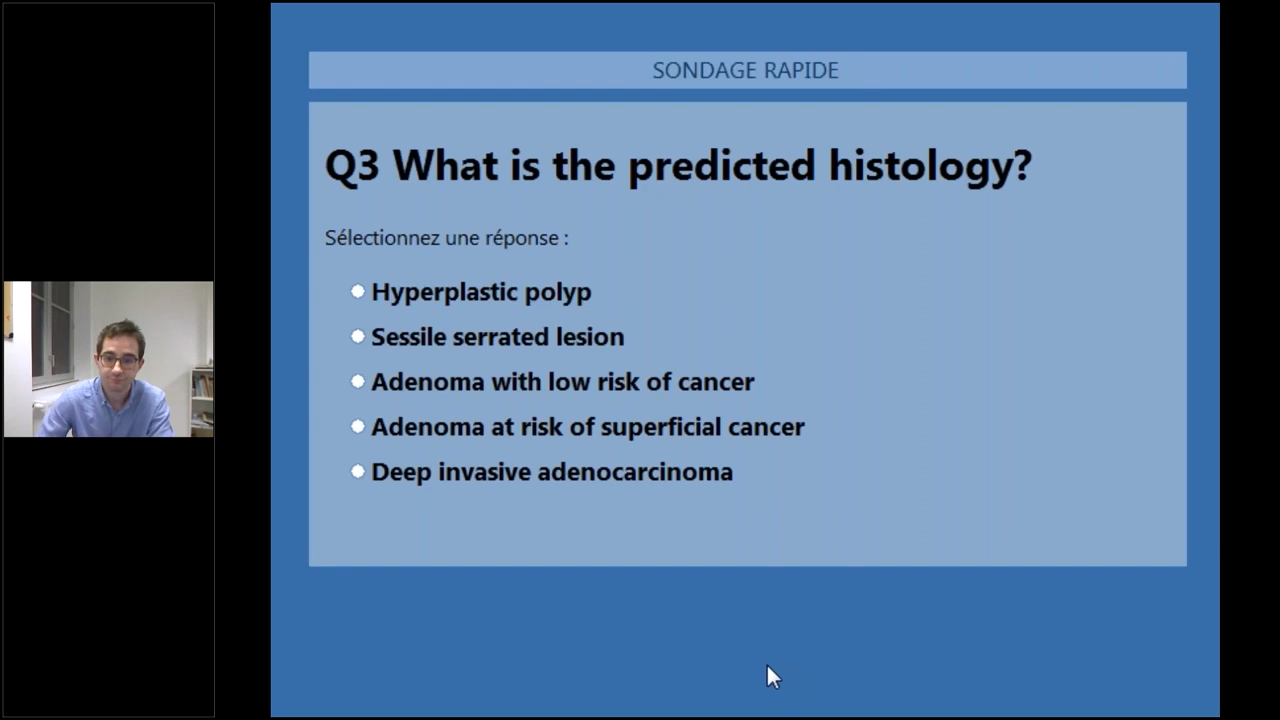 SONDAGE RAPIDE
Q3 What is the predicted histology?
Sélectionnez une réponse :
Hyperplastic polyp
Sessile serrated lesion
Adenoma with low risk of cancer
Adenoma at risk of superficial cancer
Deep invasive adenocarcinoma